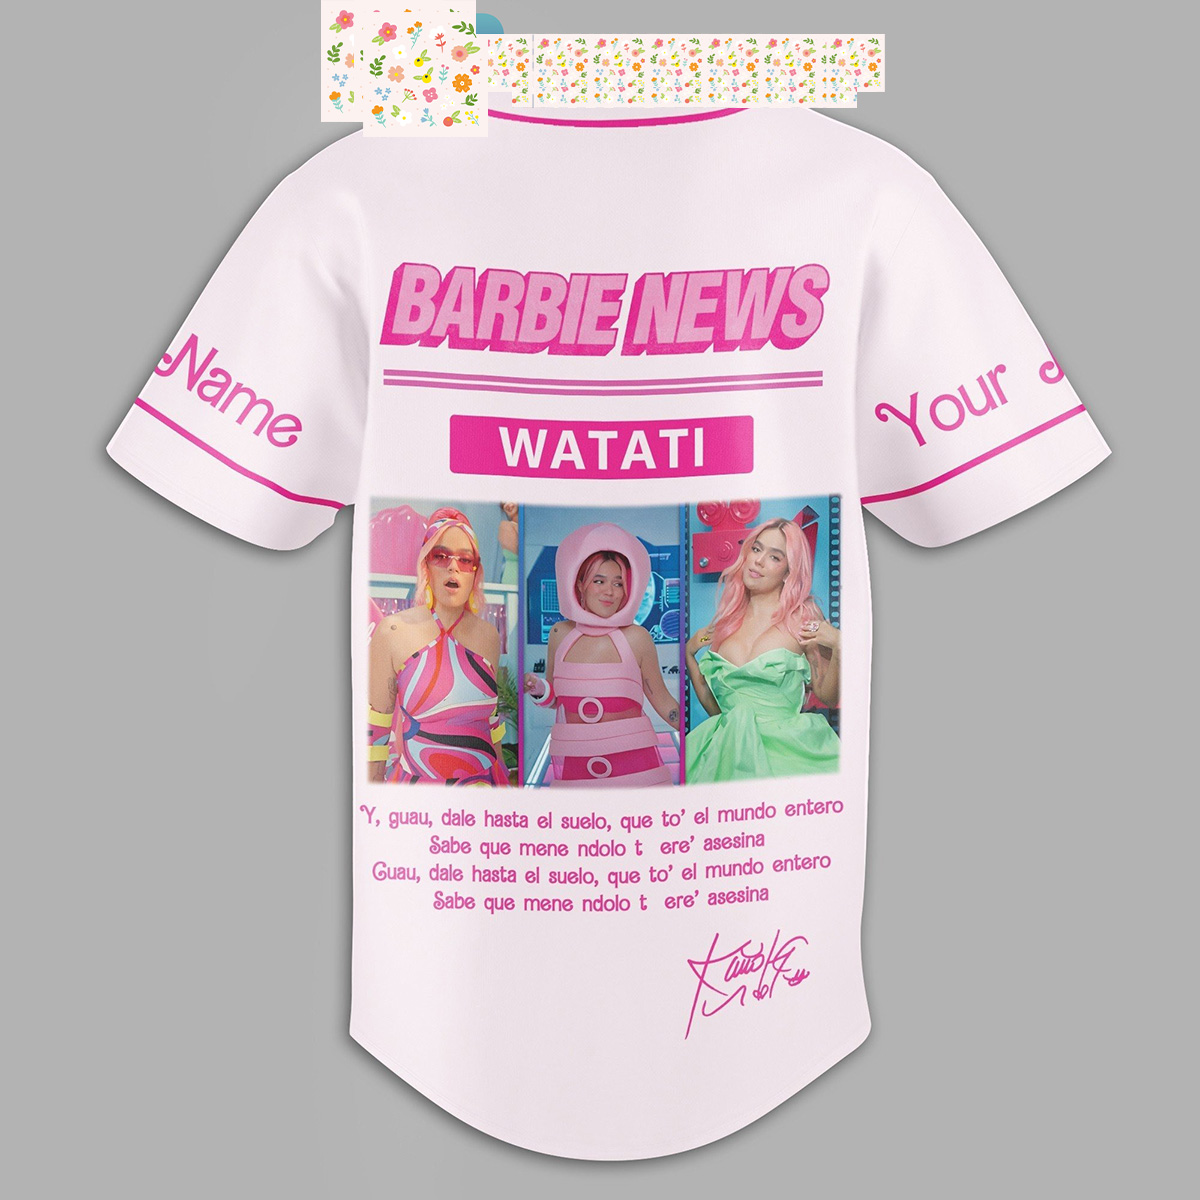 BARBIE NEWS
Name
Your
WATATI
Y, guau, dale hasta el suelo, que to' el mundo entero
Sabe que mene ndolo t ere' asesina
Guau, dale hasta el suelo, que to' el mundo entero
Sabe que mene ndolo t ere' asesina